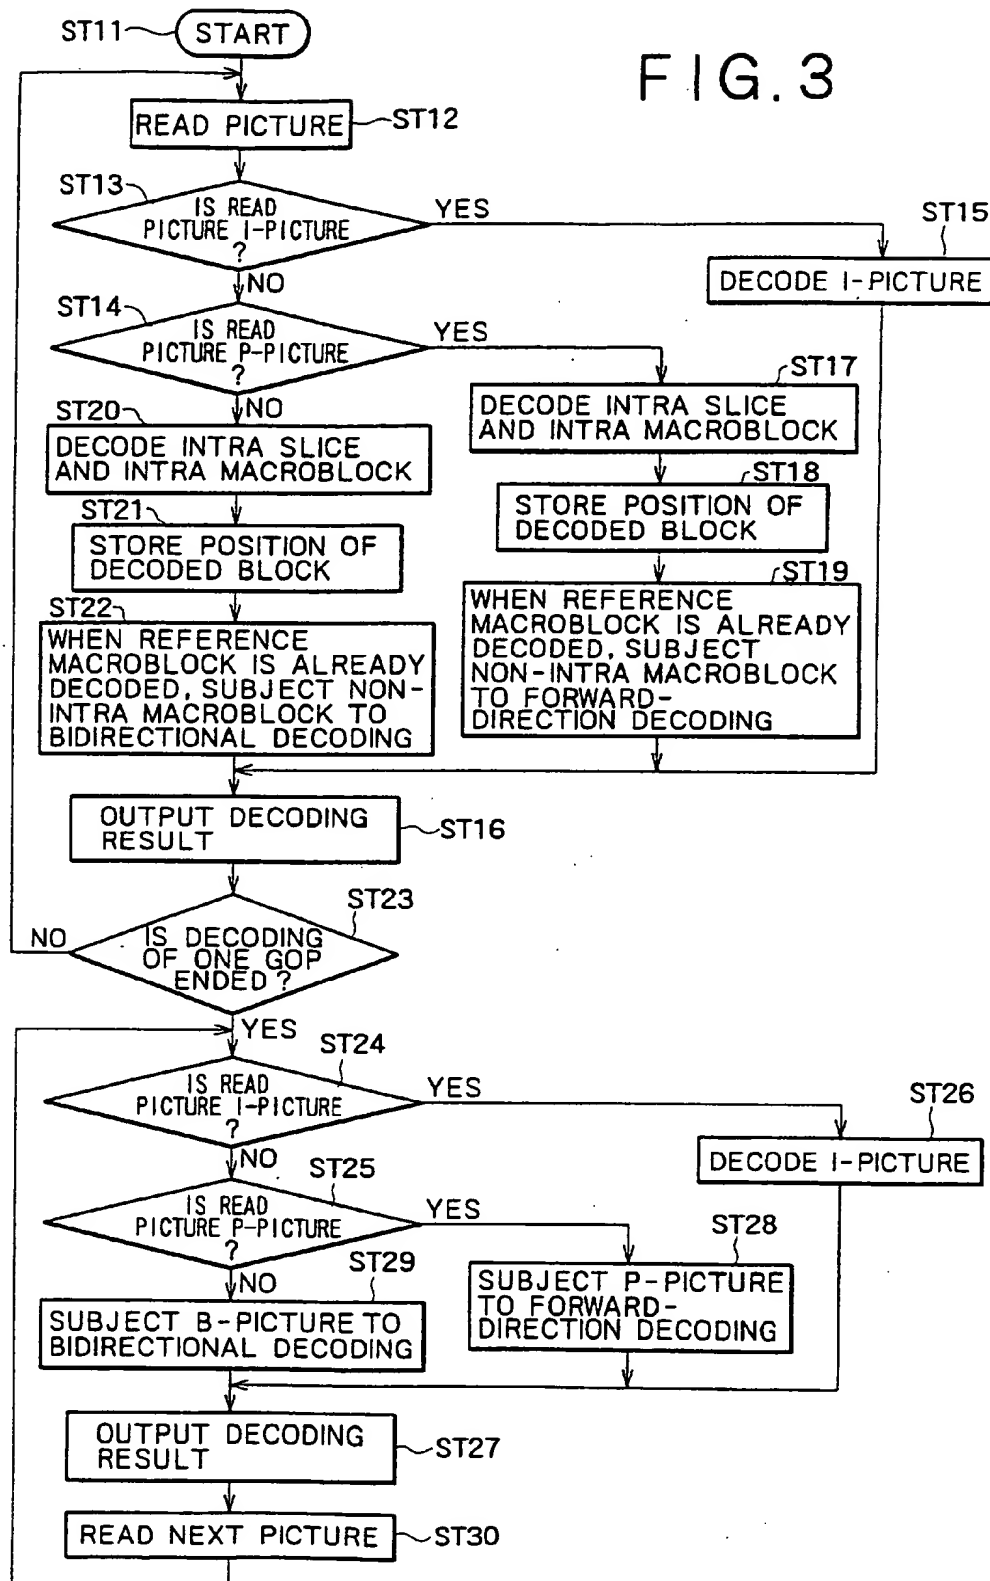 ST11
START
FIG. 3
READ PICTURE
ST12
ST13
IS READ
PICTURE I-PICTURE
?
YES
NO
ST15
DECODE I-PICTURE
ST14
IS READ
PICTURE P-PICTURE
?
YES
NO
ST17
DECODE INTRA SLICE
AND INTRA MACROBLOCK
ST20
DECODE INTRA SLICE
AND INTRA MACROBLOCK
ST18
STORE POSITION OF
DECODED BLOCK
ST21
STORE POSITION OF
DECODED BLOCK
ST19
WHEN REFERENCE
MACROBLOCK IS ALREADY
DECODED, SUBJECT
NON-INTRA MACROBLOCK
TO FORWARD-
DIRECTION DECODING
ST22
WHEN REFERENCE
MACROBLOCK IS ALREADY
DECODED, SUBJECT NON-
INTRA MACROBLOCK TO
BIDIRECTIONAL DECODING
OUTPUT DECODING
RESULT
ST16
ST23
NO
IS DECODING
OF ONE GOP
ENDED?
YES
ST24
IS READ
PICTURE I-PICTURE
?
YES
NO
ST26
DECODE I-PICTURE
ST25
IS READ
PICTURE P-PICTURE
?
YES
NO
ST28
SUBJECT P-PICTURE
TO FORWARD-
DIRECTION DECODING
ST29
SUBJECT B-PICTURE TO
BIDIRECTIONAL DECODING
OUTPUT DECODING
RESULT
ST27
READ NEXT PICTURE
ST30